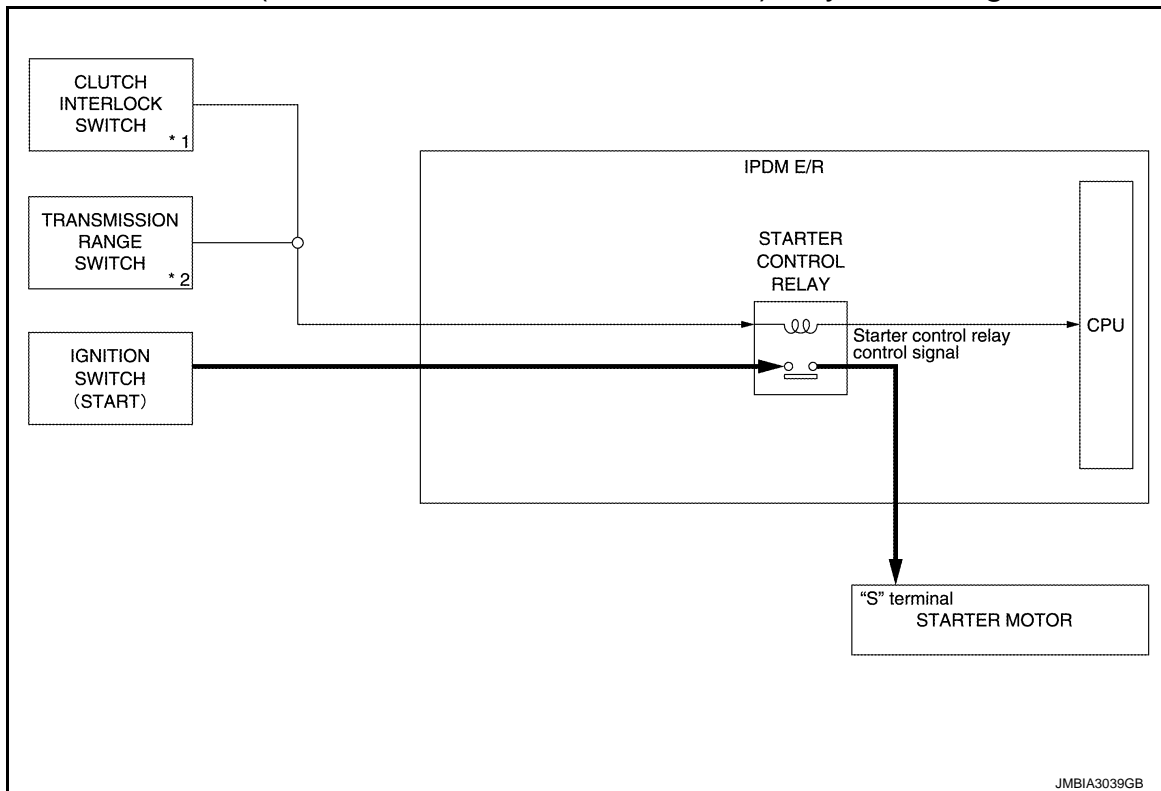 CLUTCH
INTERLOCK
SWITCH
* 1
TRANSMISSION
RANGE
SWITCH
* 2
IGNITION
SWITCH
(START)
IPDM E/R
STARTER
CONTROL
RELAY
Starter control relay
control signal
CPU
“S” terminal
STARTER MOTOR
JMBIA3039GB